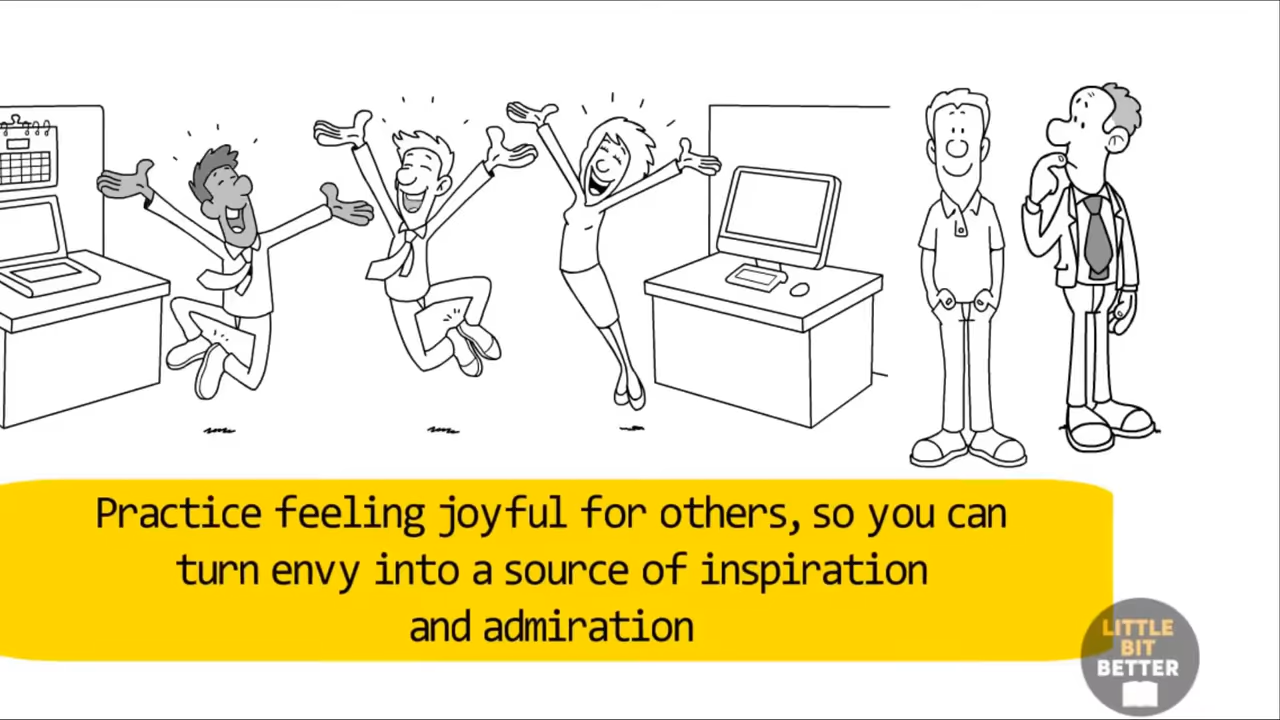 Practice feeling joyful for others, so you can
turn envy into a source of inspiration
and admiration
LITTLE
BIT
BETTER